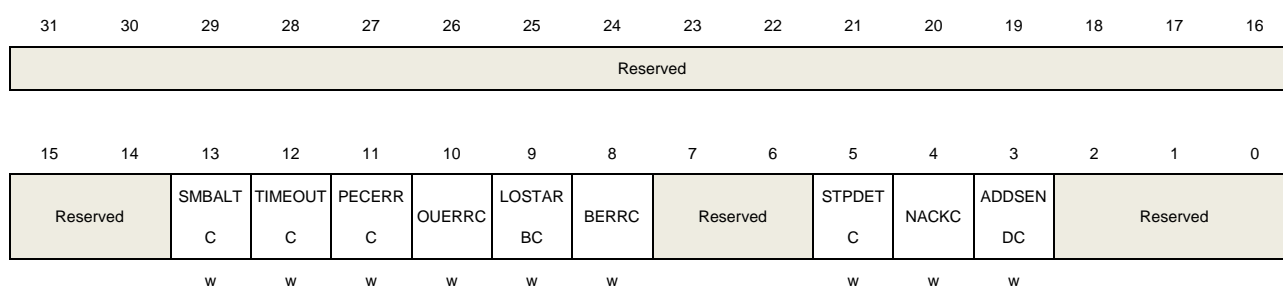 31 30 29 28 27 26 25 24 23 22 21 20 19 18 17 16
Reserved
15 14 13 12 11 10 9 8 7 6 5 4 3 2 1 0
Reserved SMBALT C TIMEOUT C PECERR C OUERRC LOSTAR BC BERRC Reserved STPDET C NACKC ADDSEN DC Reserved
w w w w w w w w w